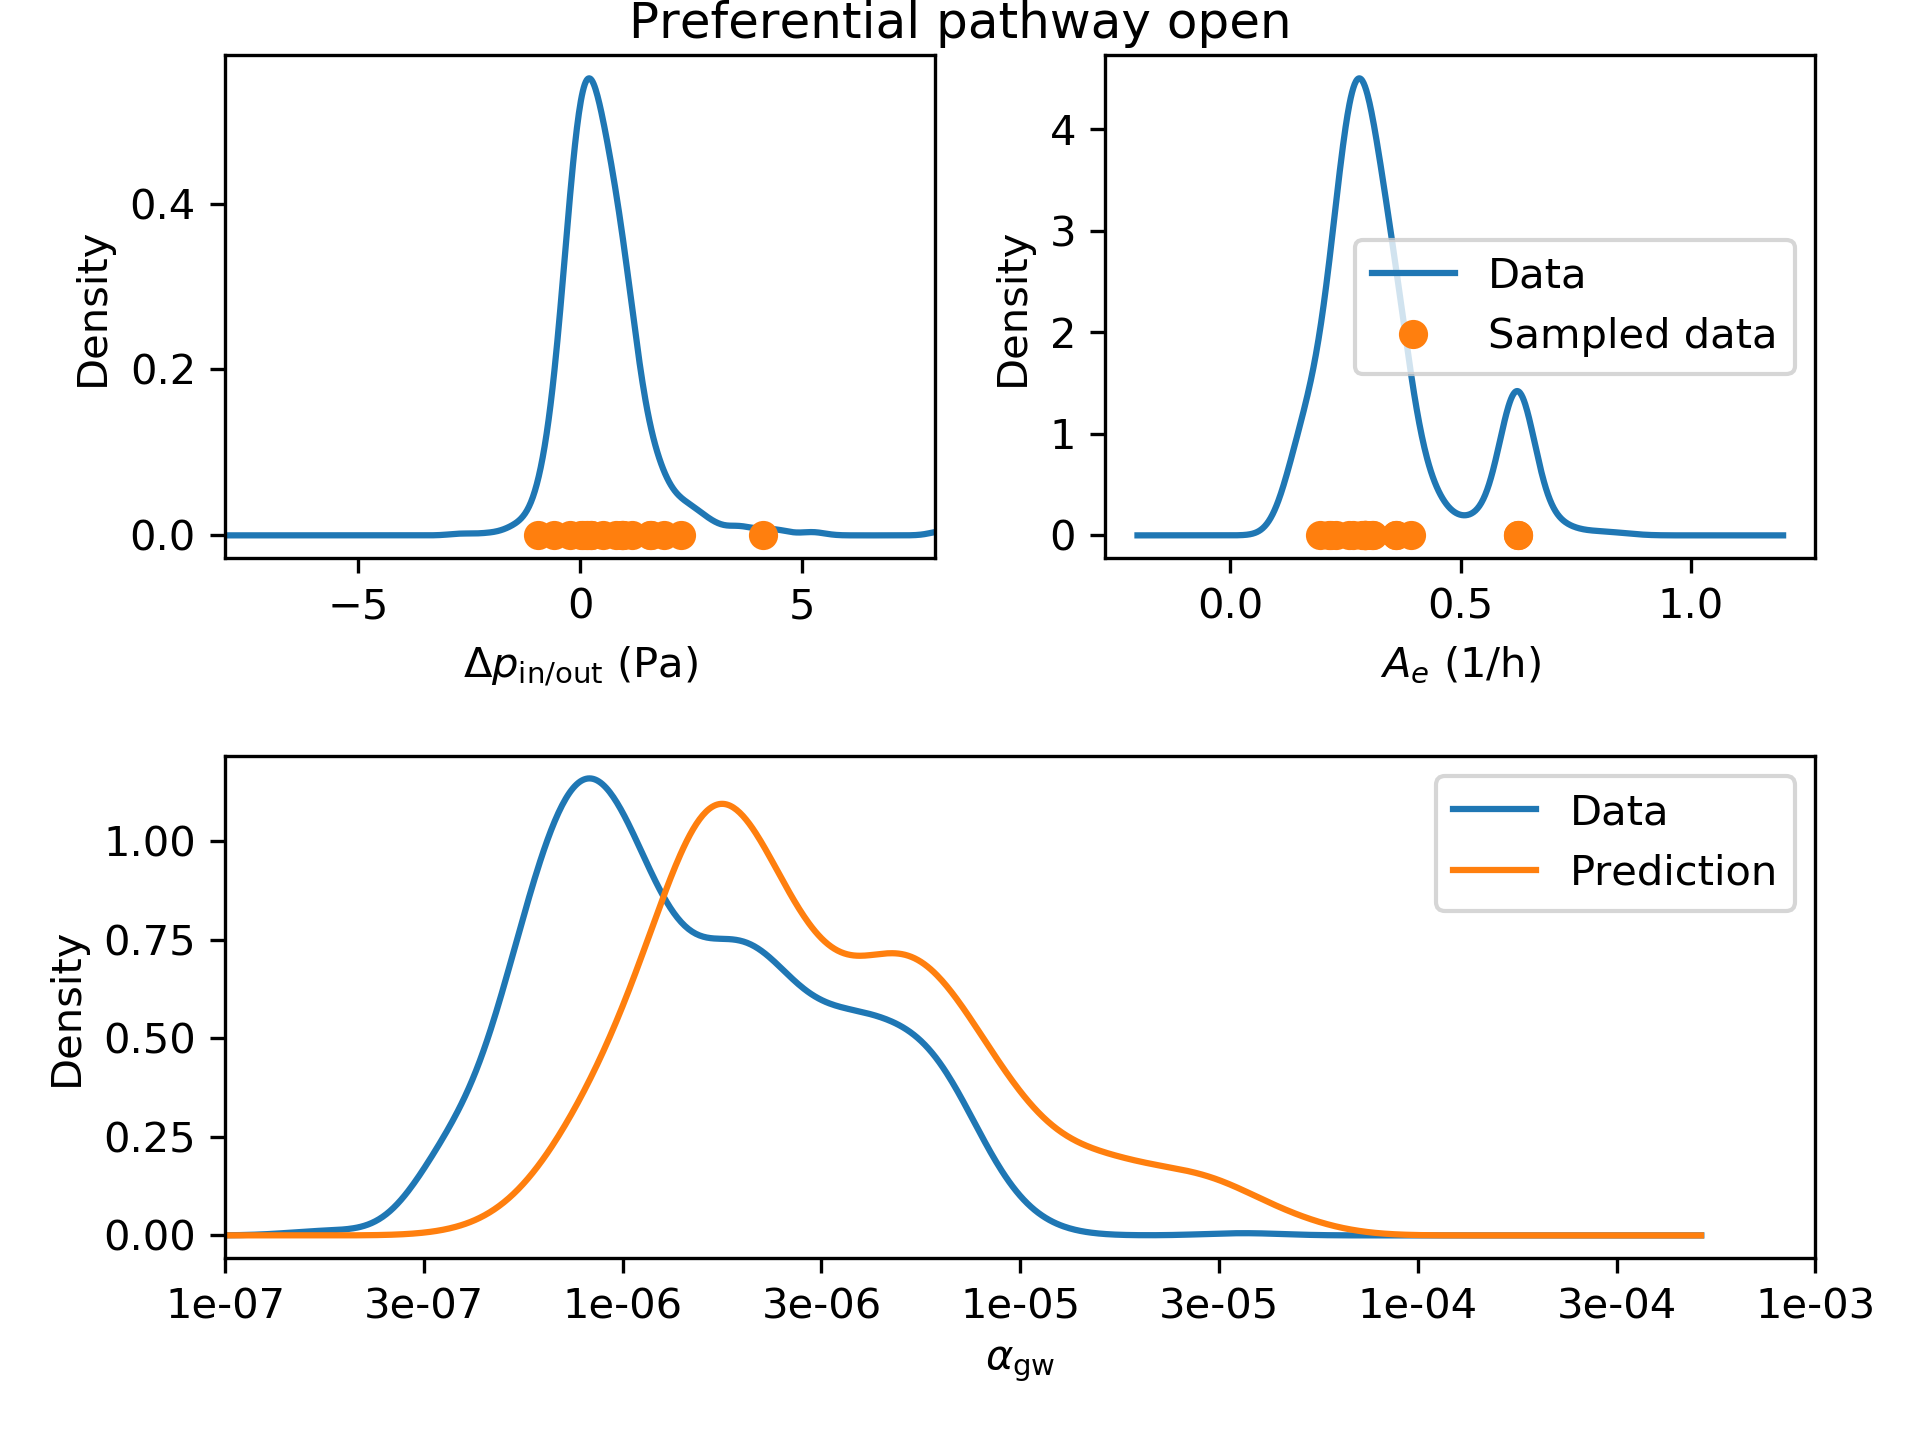 Preferential pathway open
Density
0.4
0.2
0.0
−5 0 5
Δp_in/out (Pa)
Density
4
3
2
1
0
Data
Sampled data
0.0 0.5 1.0
A_e (1/h)
Density
1.00
0.75
0.50
0.25
0.00
Data
Prediction
1e-07 3e-07 1e-06 3e-06 1e-05 3e-05 1e-04 3e-04 1e-03
α_gw